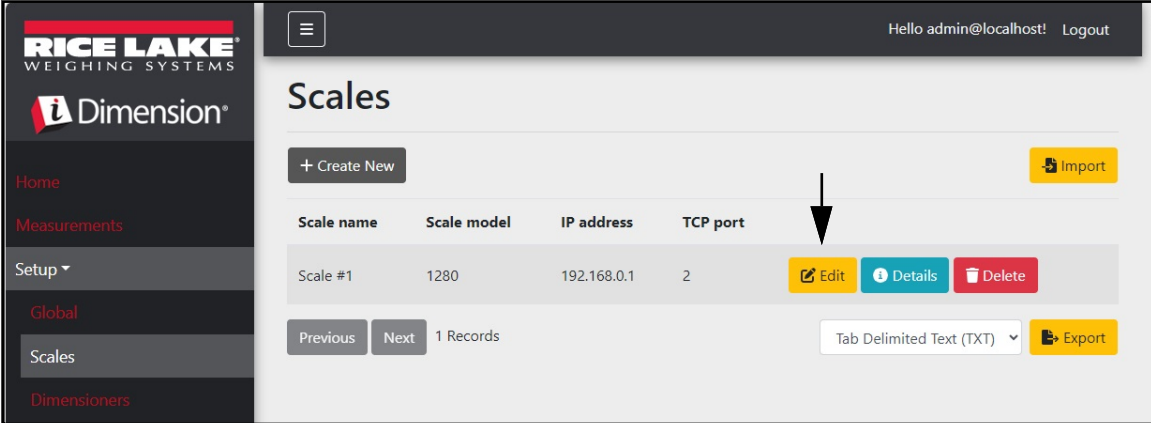 RICE LAKE®
WEIGHING SYSTEMS
i Dimension®
Home
Measurements
Setup
Global
Scales
Dimensioners
Hello admin@localhost! Logout
Scales
+ Create New
Import
Scale name Scale model IP address TCP port
Scale #1 1280 192.168.0.1 2 Edit Details Delete
Previous Next 1 Records Tab Delimited Text (TXT) Export